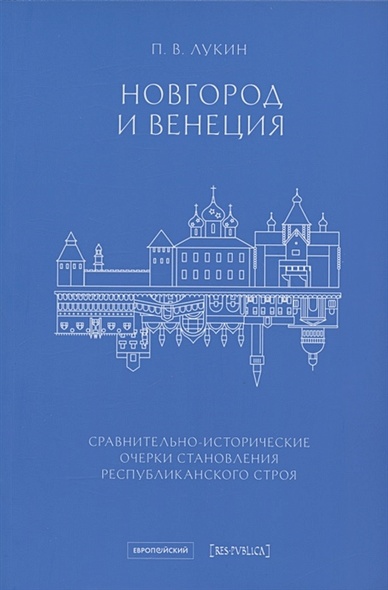 П. В. ЛУКИН
НОВГОРОД
И ВЕНЕЦИЯ
СРАВНИТЕЛЬНО-ИСТОРИЧЕСКИЕ
ОЧЕРКИ СТАНОВЛЕНИЯ
РЕСПУБЛИКАНСКОГО СТРОЯ
ЕВРОПЕЙСКИЙ [RES·PVBLICA]